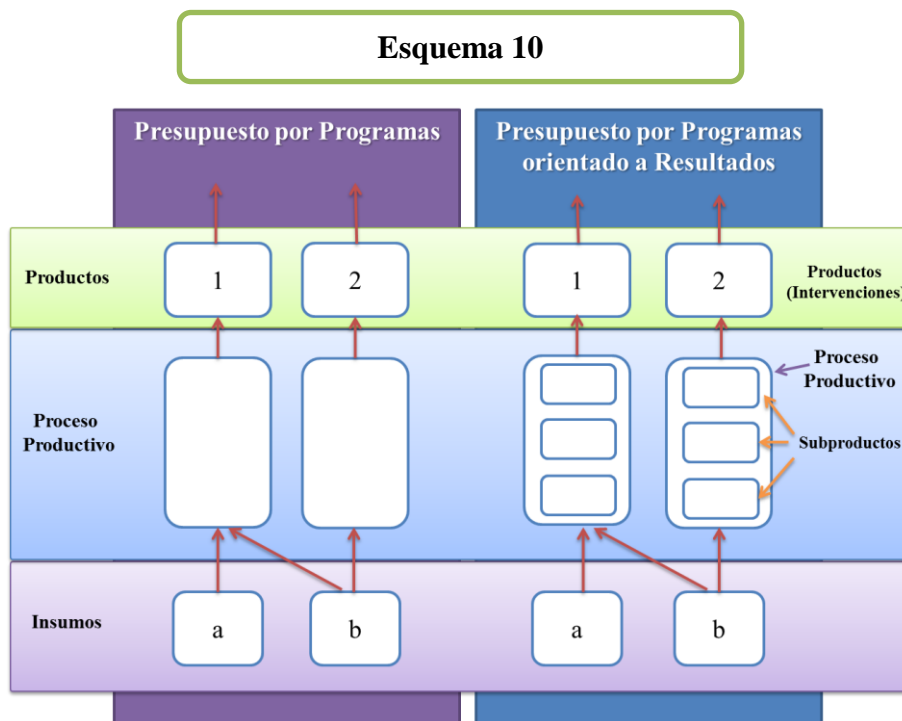 Esquema 10
Presupuesto por Programas
Presupuesto por Programas
orientado a Resultados
Productos
1
2
1
2
Productos
(Intervenciones)
Proceso
Productivo
Proceso
Productivo
Subproductos
Insumos
a
b
a
b